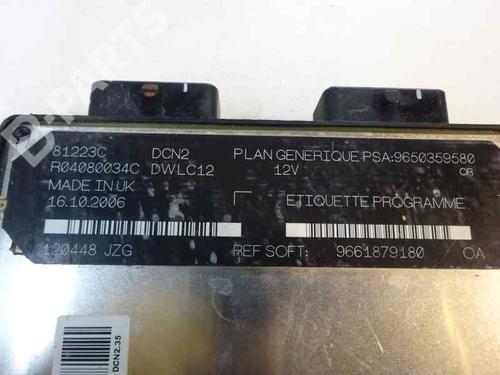 D-PARTS
81223C DCN2 PLAN GENERIQUE PSA:9650359580
R04080034C DWLC12 12V OR
MADE IN UK
16.10.2006 ETIQUETTE PROGRAMME
120448 JZG REF SOFT: 9661879180 OA
DCN2.35